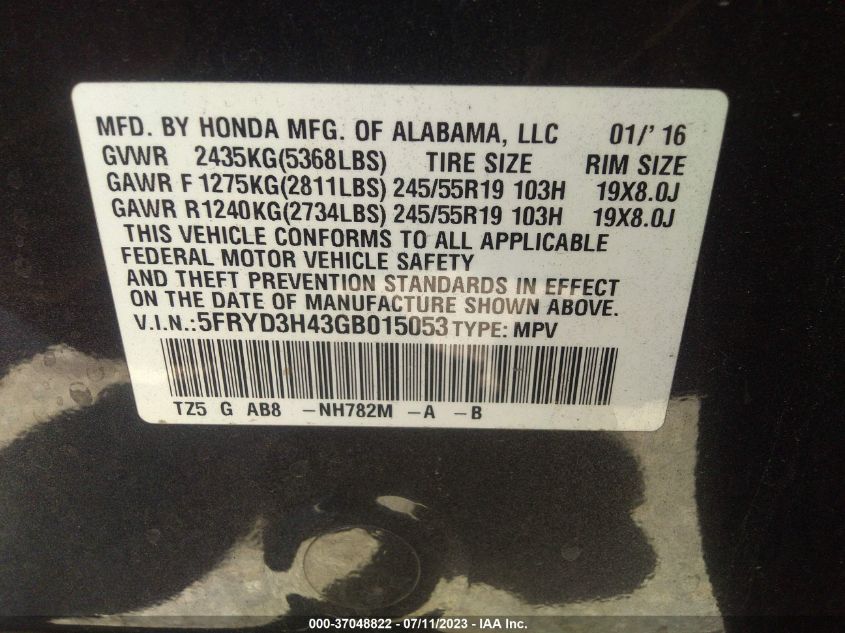 MFD. BY HONDA MFG. OF ALABAMA, LLC 01/' 16
GVWR 2435KG(5368LBS) TIRE SIZE RIM SIZE
GAWR F 1275KG(2811LBS) 245/55R19 103H 19X8.0J
GAWR R1240KG(2734LBS) 245/55R19 103H 19X8.0J
THIS VEHICLE CONFORMS TO ALL APPLICABLE
FEDERAL MOTOR VEHICLE SAFETY
AND THEFT PREVENTION STANDARDS IN EFFECT
ON THE DATE OF MANUFACTURE SHOWN ABOVE.
V.I.N.:5FRYD3H43GB015053 TYPE: MPV
TZ5 G AB8 -NH782M -A -B
000-37048822 - 07/11/2023 - IAA Inc.